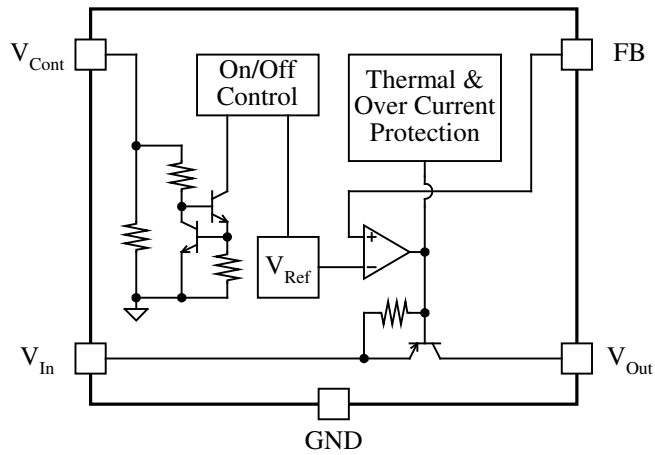 V_Cont
FB
On/Off
Control
Thermal &
Over Current
Protection
+
−
V_Ref
V_In
V_Out
GND